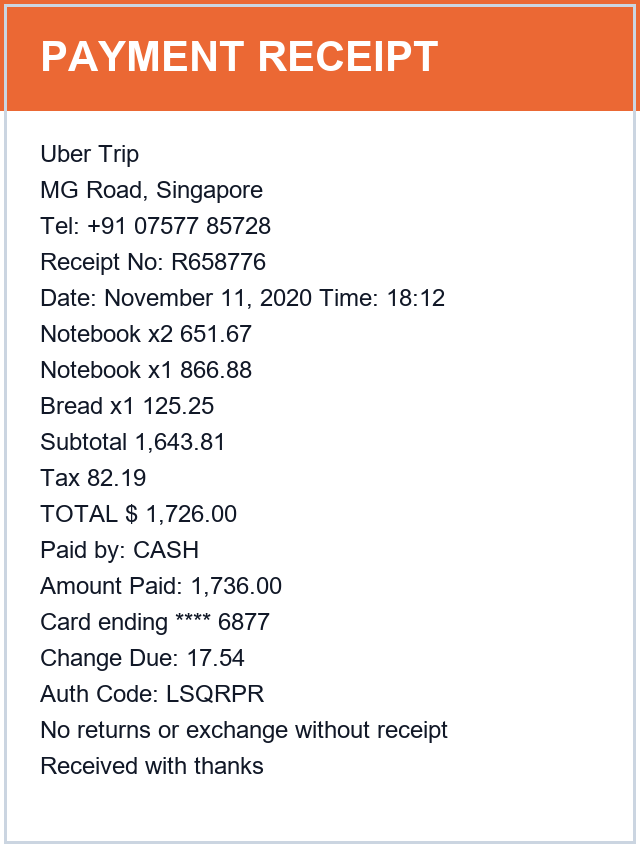 PAYMENT RECEIPT
Uber Trip
MG Road, Singapore
Tel: +91 07577 85728
Receipt No: R658776
Date: November 11, 2020 Time: 18:12
Notebook x2 651.67
Notebook x1 866.88
Bread x1 125.25
Subtotal 1,643.81
Tax 82.19
TOTAL $ 1,726.00
Paid by: CASH
Amount Paid: 1,736.00
Card ending **** 6877
Change Due: 17.54
Auth Code: LSQRPR
No returns or exchange without receipt
Received with thanks